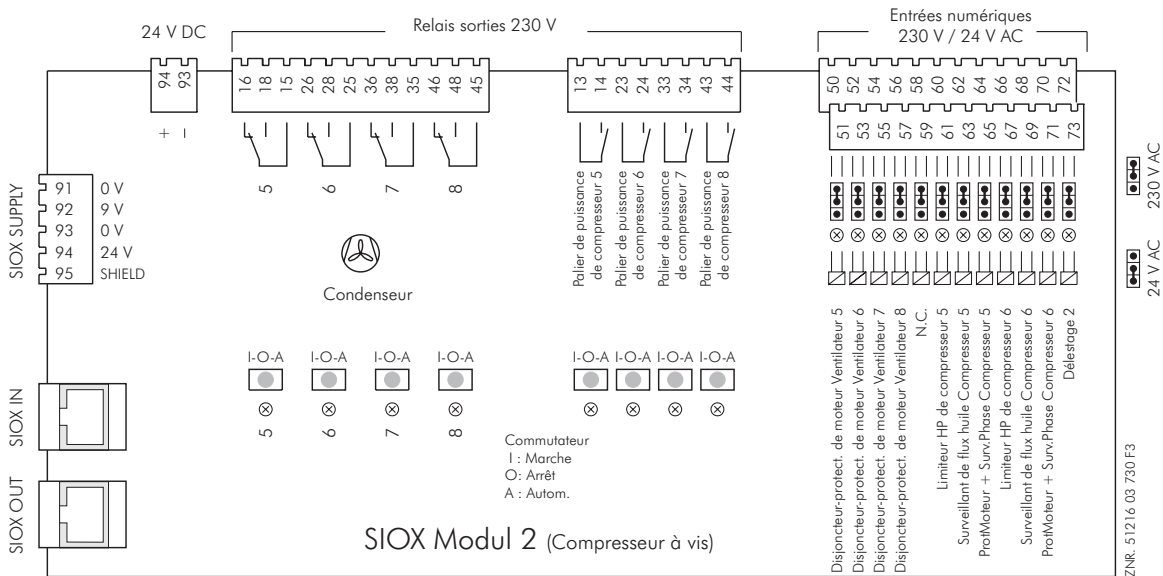 24 V DC
Relais sorties 230 V
Entrées numériques
230 V / 24 V AC
94 93
16 18 15 26 28 25 36 38 35 46 48 45
13 14 23 24 33 34 43 44
50 52 54 56 58 60 62 64 66 68 70 72
51 53 55 57 59 61 63 65 67 69 71 73
+ –
5 6 7 8
Palier de puissance
de compresseur 5
Palier de puissance
de compresseur 6
Palier de puissance
de compresseur 7
Palier de puissance
de compresseur 8
230 V AC
24 V AC
SIOX SUPPLY
91 0 V
92 9 V
93 0 V
94 24 V
95 SHIELD
Condenseur
Disjoncteur-protect. de moteur Ventilateur 5
Disjoncteur-protect. de moteur Ventilateur 6
Disjoncteur-protect. de moteur Ventilateur 7
Disjoncteur-protect. de moteur Ventilateur 8
N.C.
Limiteur HP de compresseur 5
Surveillant de flux huile Compresseur 5
ProtMoteur + Surv.Phase Compresseur 5
Limiteur HP de compresseur 6
Surveillant de flux huile Compresseur 6
ProtMoteur + Surv.Phase Compresseur 6
Délestage 2
I-O-A I-O-A I-O-A I-O-A
I-O-A I-O-A I-O-A I-O-A
5 6 7 8
SIOX IN
SIOX OUT
Commutateur
I : Marche
O: Arrêt
A : Autom.
SIOX Modul 2 (Compresseur à vis)
ZNR. 51216 03 730 F3